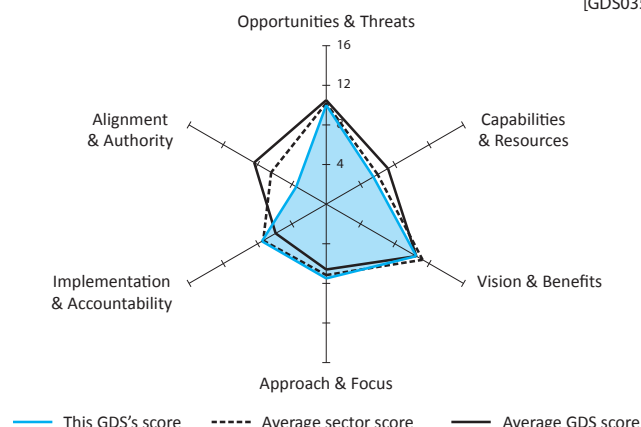 [GDS035
Opportunities & Threats
16
12
4
Alignment
& Authority
Capabilities
& Resources
Implementation
& Accountability
Vision & Benefits
Approach & Focus
This GDS's score
Average sector score
Average GDS score